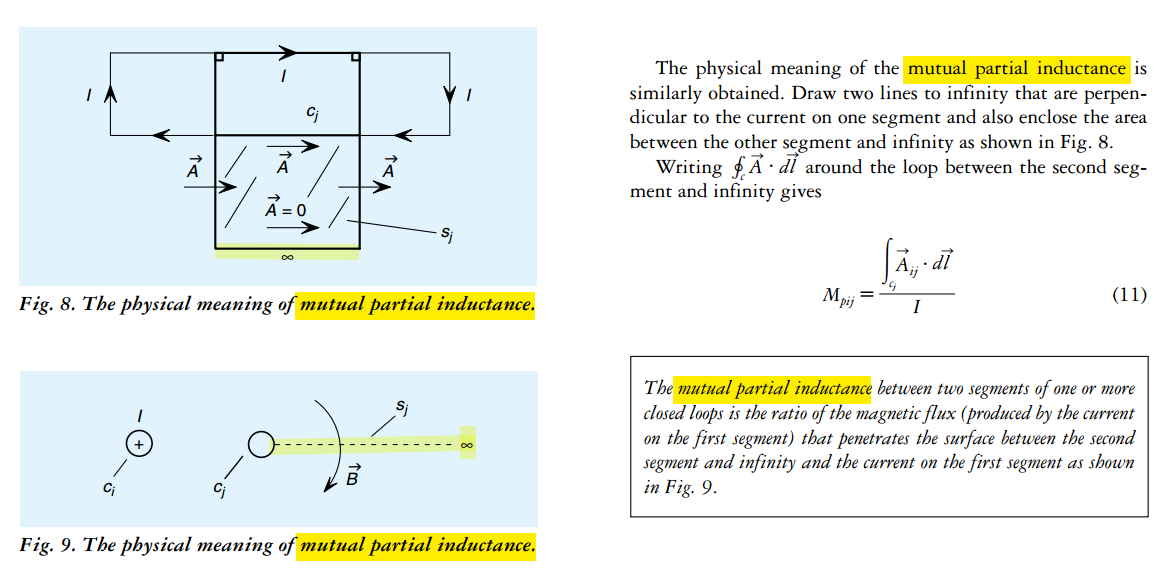 I
I
I
c_j
\vec{A}
\vec{A}
\vec{A}
\vec{A} = 0
s_j
∞
Fig. 8. The physical meaning of mutual partial inductance.
I
+
c_i
c_j
s_j
\vec{B}
∞
Fig. 9. The physical meaning of mutual partial inductance.
The physical meaning of the mutual partial inductance is
similarly obtained. Draw two lines to infinity that are perpen-
dicular to the current on one segment and also enclose the area
between the other segment and infinity as shown in Fig. 8.
Writing \oint_c \vec{A} · \vec{dl} around the loop between the second seg-
ment and infinity gives
M_{pij} = \frac{\int_{c_j} \vec{A}_{ij} · \vec{dl}}{I} (11)
The mutual partial inductance between two segments of one or more
closed loops is the ratio of the magnetic flux (produced by the current
on the first segment) that penetrates the surface between the second
segment and infinity and the current on the first segment as shown
in Fig. 9.